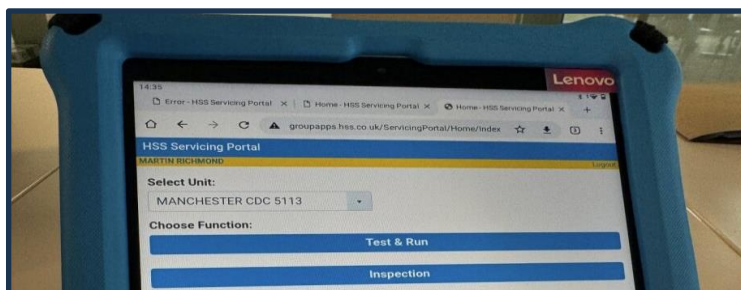 Lenovo
14:35
Error - HSS Servicing Portal
Home - HSS Servicing Portal
Home - HSS Servicing Portal
groupapps.hss.co.uk/ServicingPortal/Home/Index
HSS Servicing Portal
MARTIN RICHMOND
Logout
Select Unit:
MANCHESTER CDC 5113
Choose Function:
Test & Run
Inspection